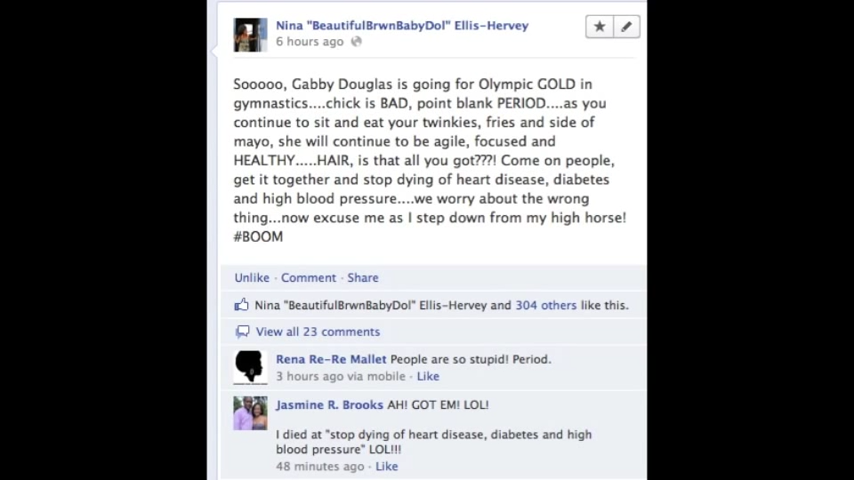 Nina "BeautifulBrwnBabyDol" Ellis-Hervey
6 hours ago
Sooooo, Gabby Douglas is going for Olympic GOLD in
gymnastics....chick is BAD, point blank PERIOD....as you
continue to sit and eat your twinkies, fries and side of
mayo, she will continue to be agile, focused and
HEALTHY.....HAIR, is that all you got???! Come on people,
get it together and stop dying of heart disease, diabetes
and high blood pressure....we worry about the wrong
thing...now excuse me as I step down from my high horse!
#BOOM
Unlike · Comment · Share
Nina "BeautifulBrwnBabyDol" Ellis-Hervey and 304 others like this.
View all 23 comments
Rena Re-Re Mallet People are so stupid! Period.
3 hours ago via mobile · Like
Jasmine R. Brooks AH! GOT EM! LOL!
I died at "stop dying of heart disease, diabetes and high
blood pressure" LOL!!!
48 minutes ago · Like